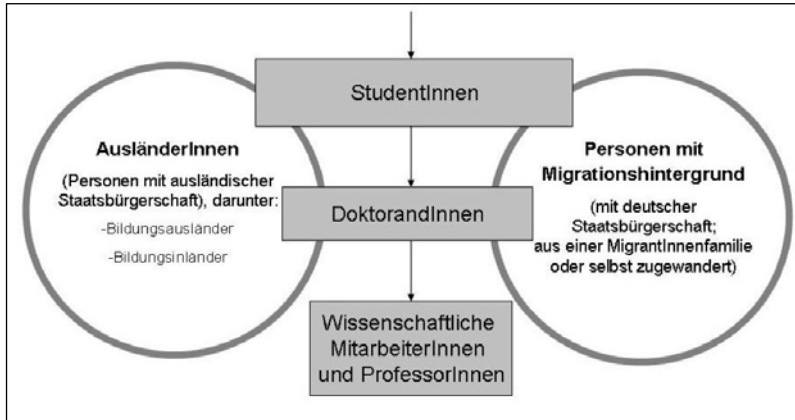 StudentInnen
AusländerInnen
(Personen mit ausländischer
Staatsbürgerschaft), darunter:
-Bildungsausländer
-Bildungsinländer
DoktorandInnen
Personen mit
Migrationshintergrund
(mit deutscher
Staatsbürgerschaft;
aus einer MigrantInnenfamilie
oder selbst zugewandert)
Wissenschaftliche
MitarbeiterInnen
und ProfessorInnen